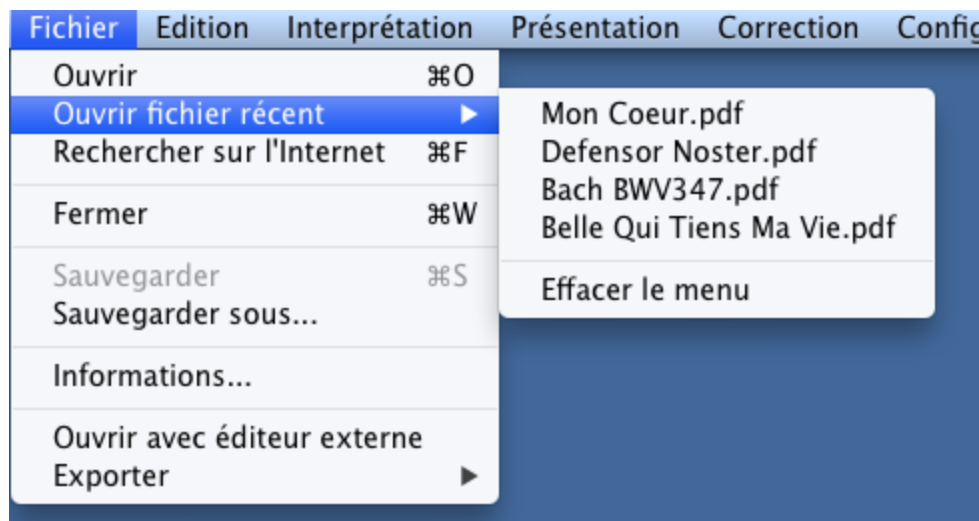 Fichier Edition Interprétation Présentation Correction Config
Ouvrir ⌘O
Ouvrir fichier récent ▶
Rechercher sur l'Internet ⌘F
Fermer ⌘W
Sauvegarder ⌘S
Sauvegarder sous...
Informations...
Ouvrir avec éditeur externe
Exporter ▶
Mon Coeur.pdf
Defensor Noster.pdf
Bach BWV347.pdf
Belle Qui Tiens Ma Vie.pdf
Effacer le menu